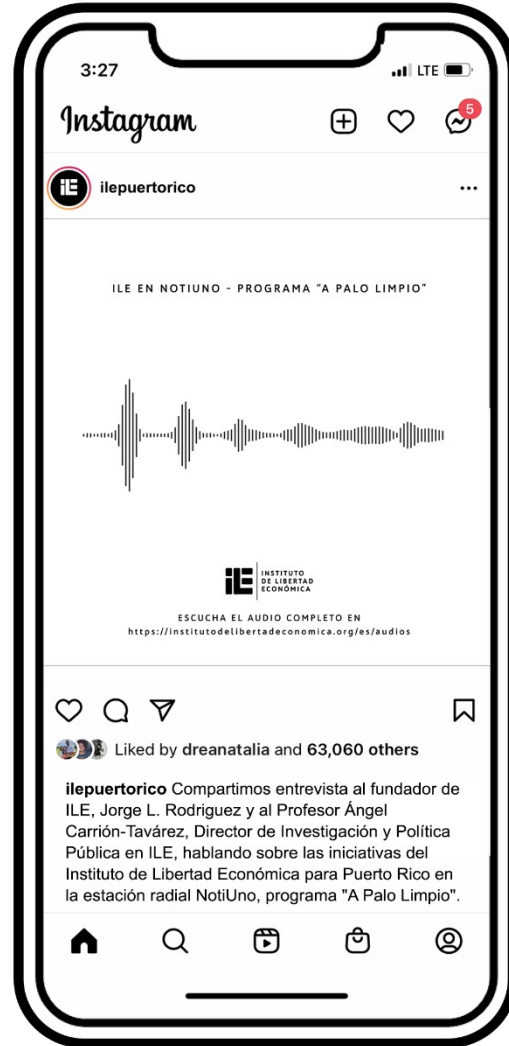 3:27
LTE
Instagram
5
iLE
ilepuertorico
ILE EN NOTIUNO - PROGRAMA "A PALO LIMPIO"
iLE
INSTITUTO
DE LIBERTAD
ECONÓMICA
ESCUCHA EL AUDIO COMPLETO EN
https://institutodelibertadeconomica.org/es/audios
Liked by dreanatalia and 63,060 others
ilepuertorico Compartimos entrevista al fundador de
ILE, Jorge L. Rodriguez y al Profesor Ángel
Carrión-Tavárez, Director de Investigación y Política
Pública en ILE, hablando sobre las iniciativas del
Instituto de Libertad Económica para Puerto Rico en
la estación radial NotiUno, programa "A Palo Limpio".